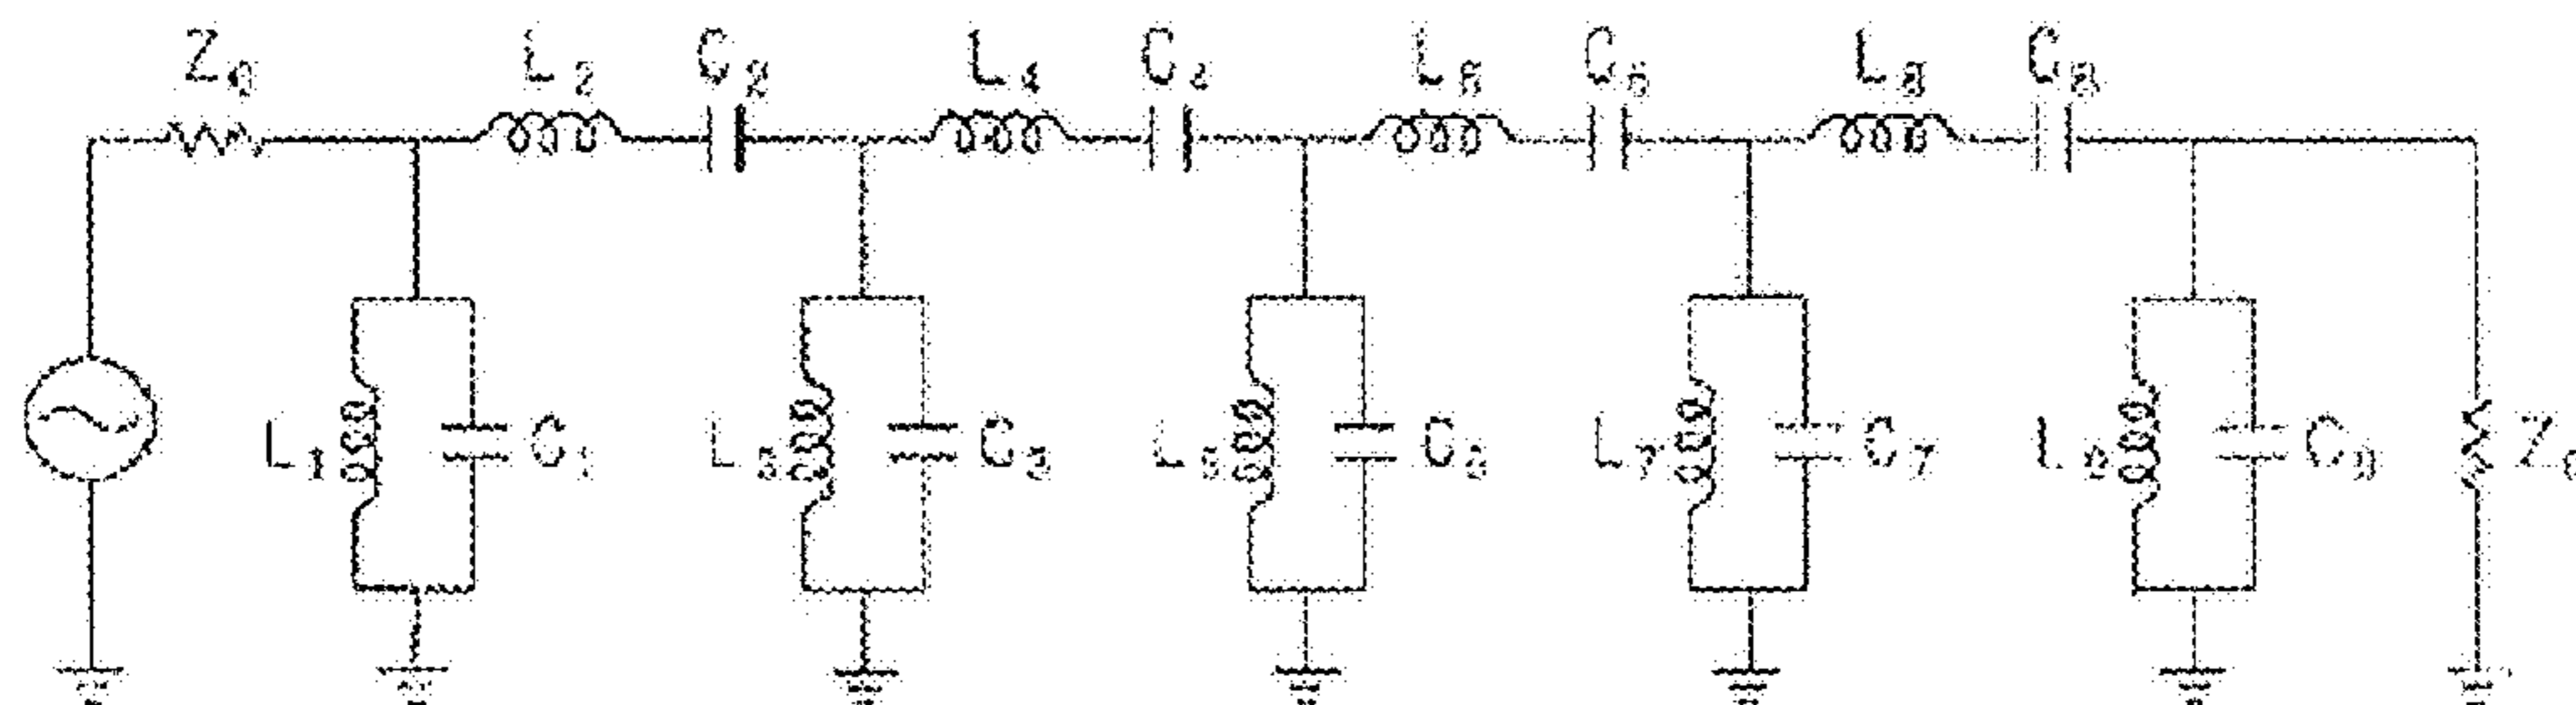 Z₀ L₂ C₂ L₄ C₄ L₆ C₆ L₈ C₈
L₁ C₁ L₃ C₃ L₅ C₅ L₇ C₇ L₉ C₉ Z₀